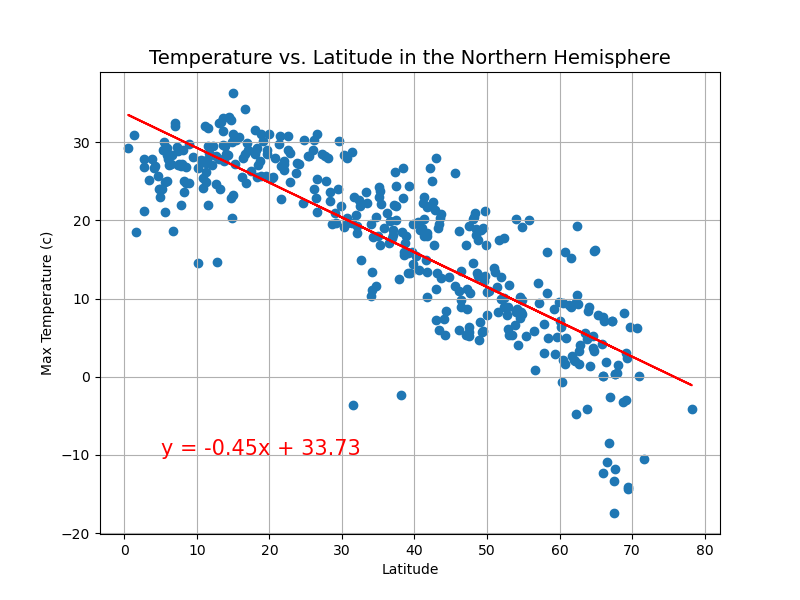 Temperature vs. Latitude in the Northern Hemisphere
Max Temperature (c)
30
20
10
0
−10
−20
y = -0.45x + 33.73
0 10 20 30 40 50 60 70 80
Latitude